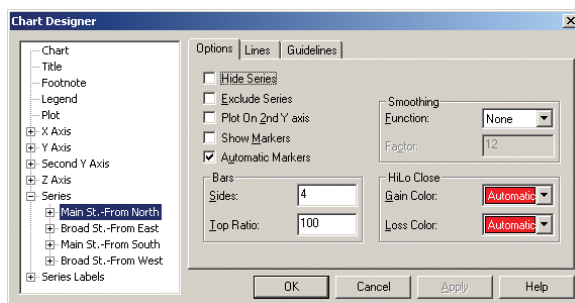 Chart Designer
Chart
Title
Footnote
Legend
Plot
X Axis
Y Axis
Second Y Axis
Z Axis
Series
Main St.-From North
Broad St.-From East
Main St.-From South
Broad St.-From West
Series Labels
Options
Lines
Guidelines
Hide Series
Exclude Series
Plot On 2nd Y axis
Show Markers
Automatic Markers
Bars
Sides:
4
Top Ratio:
100
Smoothing
Function:
None
Factor:
12
HiLo Close
Gain Color:
Automatic
Loss Color:
Automatic
OK
Cancel
Apply
Help